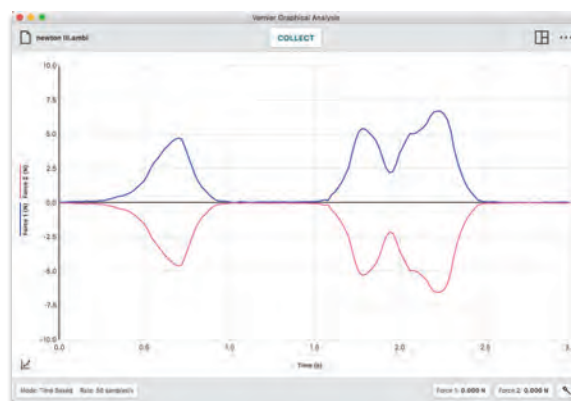 Vernier Graphical Analysis
newton III.ambl
COLLECT
10.0
7.5
5.0
2.5
0.0
-2.5
-5.0
-7.5
-10.0
Force 2 (N)
Force 1 (N)
0.0 0.5 1.0 1.5 2.0 2.5 3.0
Time (s)
Mode: Time Based Rate: 50 samples/s
Force 1: 0.000 N Force 2: 0.000 N